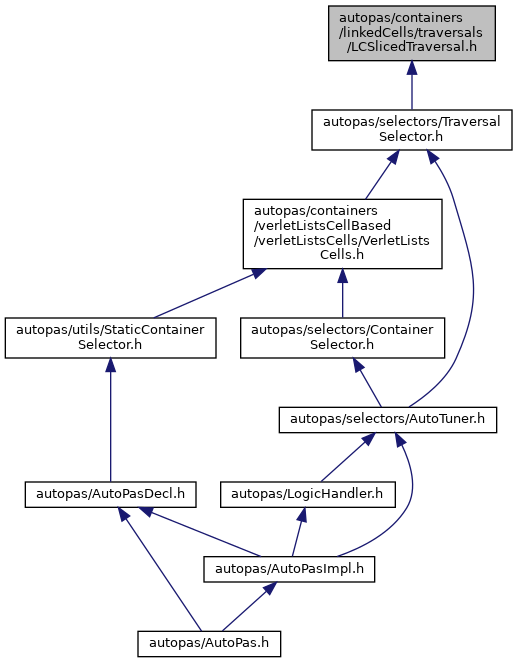 autopas/containers
/linkedCells/traversals
/LCSlicedTraversal.h
autopas/selectors/Traversal
Selector.h
autopas/containers
/verletListsCellBased
/verletListsCells/VerletLists
Cells.h
autopas/utils/StaticContainer
Selector.h
autopas/selectors/Container
Selector.h
autopas/selectors/AutoTuner.h
autopas/AutoPasDecl.h
autopas/LogicHandler.h
autopas/AutoPasImpl.h
autopas/AutoPas.h